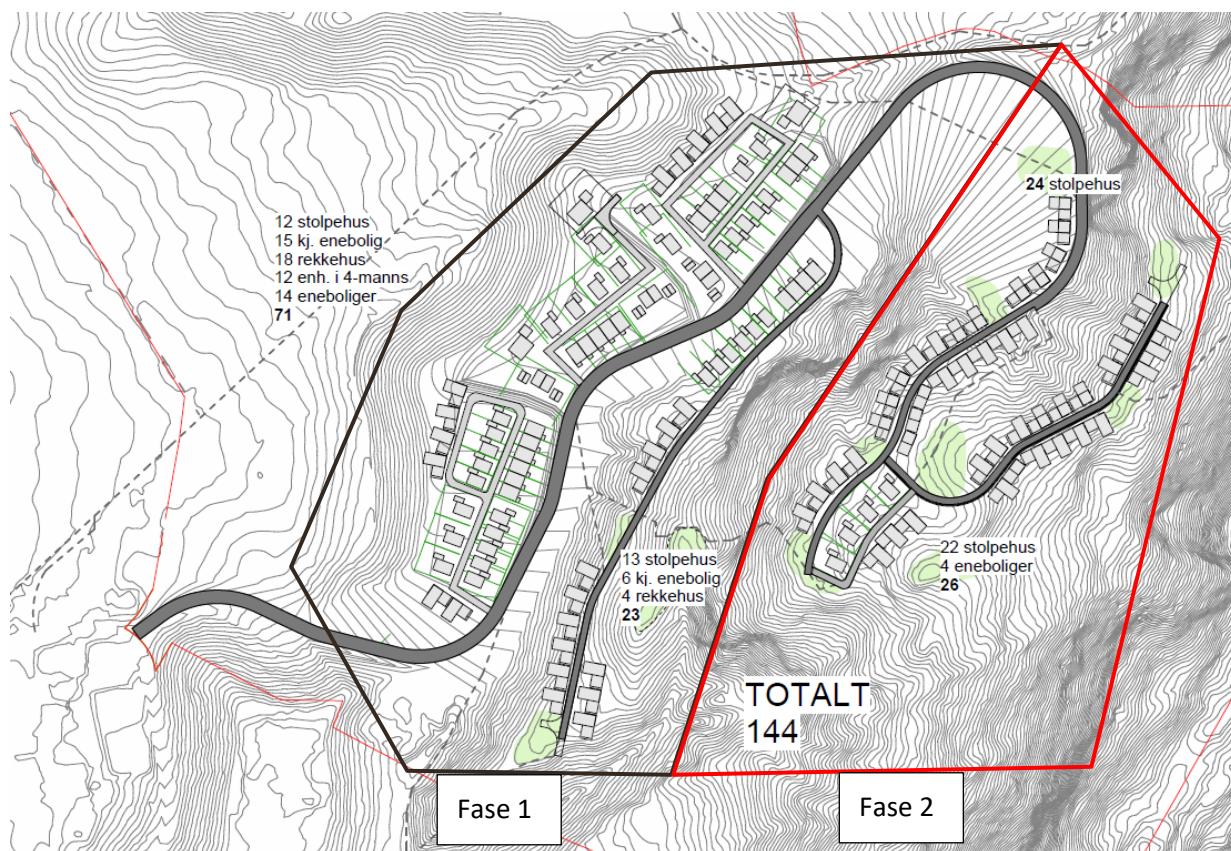 24 stolpehus
12 stolpehus
15 kj. enebolig
18 rekkehus
12 enh. i 4-manns
14 eneboliger
71
13 stolpehus
6 kj. enebolig
4 rekkehus
23
22 stolpehus
4 eneboliger
26
TOTALT
144
Fase 1
Fase 2